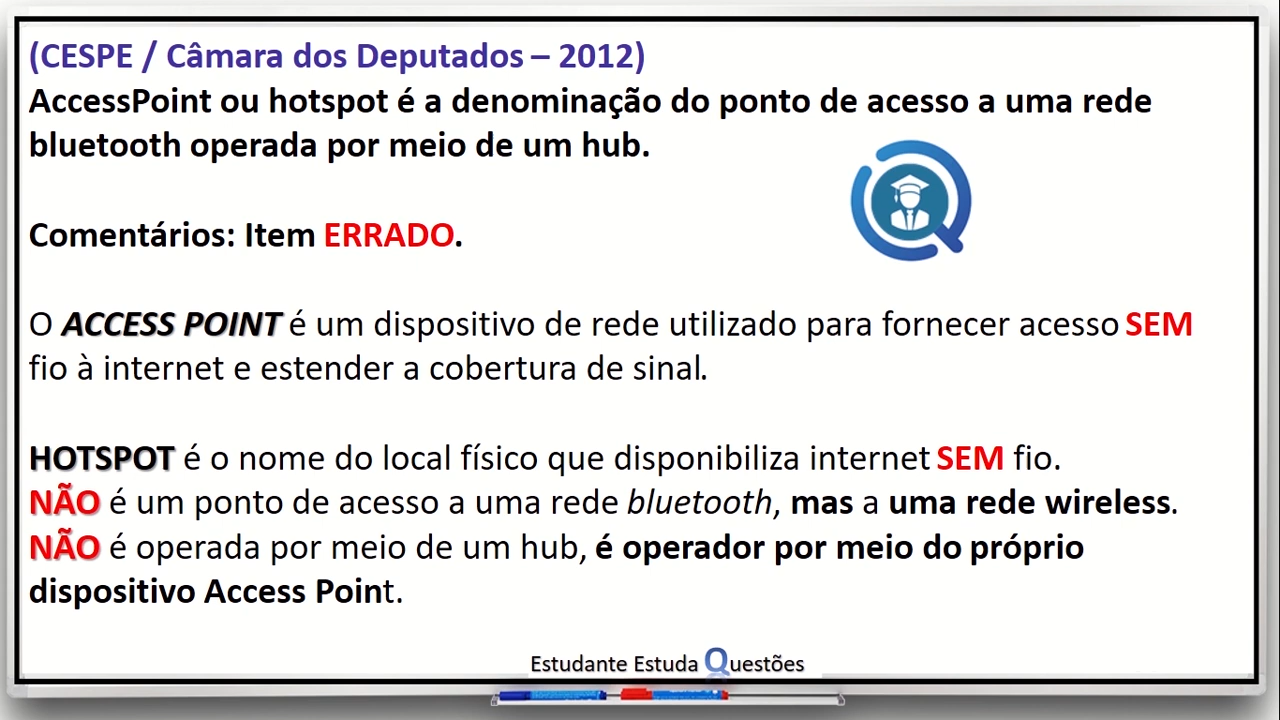 (CESPE / Câmara dos Deputados – 2012)
AccessPoint ou hotspot é a denominação do ponto de acesso a uma rede
bluetooth operada por meio de um hub.
Comentários: Item ERRADO.
O ACCESS POINT é um dispositivo de rede utilizado para fornecer acesso SEM
fio à internet e estender a cobertura de sinal.
HOTSPOT é o nome do local físico que disponibiliza internet SEM fio.
NÃO é um ponto de acesso a uma rede bluetooth, mas a uma rede wireless.
NÃO é operada por meio de um hub, é operador por meio do próprio
dispositivo Access Point.
Estudante Estuda Questões